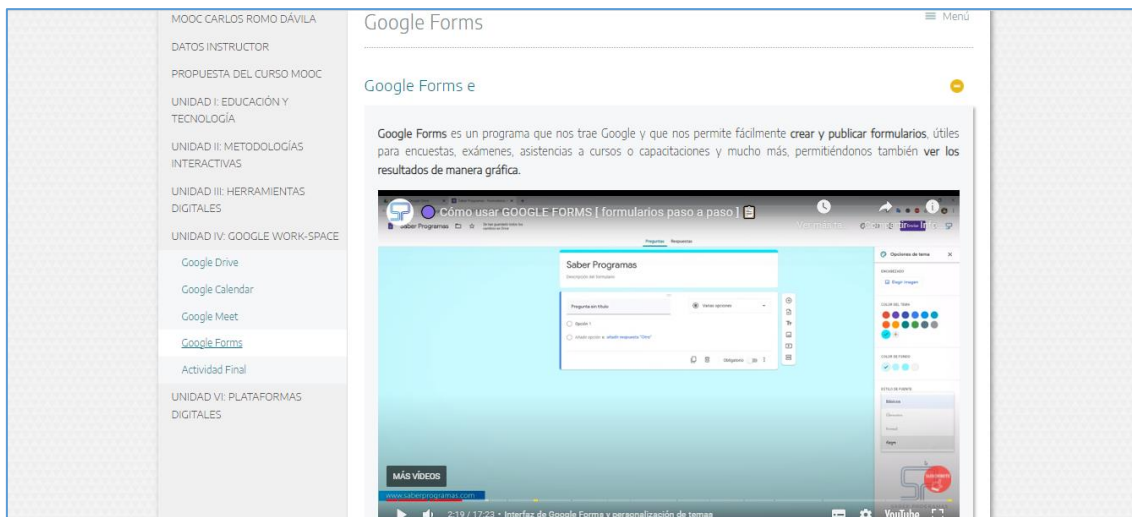 MOOC CARLOS ROMO DÁVILA
DATOS INSTRUCTOR
PROPUESTA DEL CURSO MOOC
UNIDAD I: EDUCACIÓN Y
TECNOLOGÍA
UNIDAD II: METODOLOGÍAS
INTERACTIVAS
UNIDAD III: HERRAMIENTAS
DIGITALES
UNIDAD IV: GOOGLE WORK-SPACE
Google Drive
Google Calendar
Google Meet
Google Forms
Actividad Final
UNIDAD VI: PLATAFORMAS
DIGITALES
Google Forms
Menú
Google Forms e
Google Forms es un programa que nos trae Google y que nos permite fácilmente crear y publicar formularios, útiles
para encuestas, exámenes, asistencias a cursos o capacitaciones y mucho más, permitiéndonos también ver los
resultados de manera gráfica.
Cómo usar GOOGLE FORMS [ formularios paso a paso ]
Saber Programas
Preguntas Respuestas
Saber Programas
Descripción del formulario
Pregunta sin título
Varias opciones
Opción 1
Añadir opción o añadir respuesta "Otro"
Obligatorio
Opciones de tema
ENCABEZADO
Elegir imagen
COLOR DEL TEMA
COLOR DE FONDO
ESTILO DE FUENTE
Básico
MÁS VÍDEOS
www.saberprogramas.com
2:19 / 17:23 • Interfaz de Google Forma y personalización de temas
YouTube